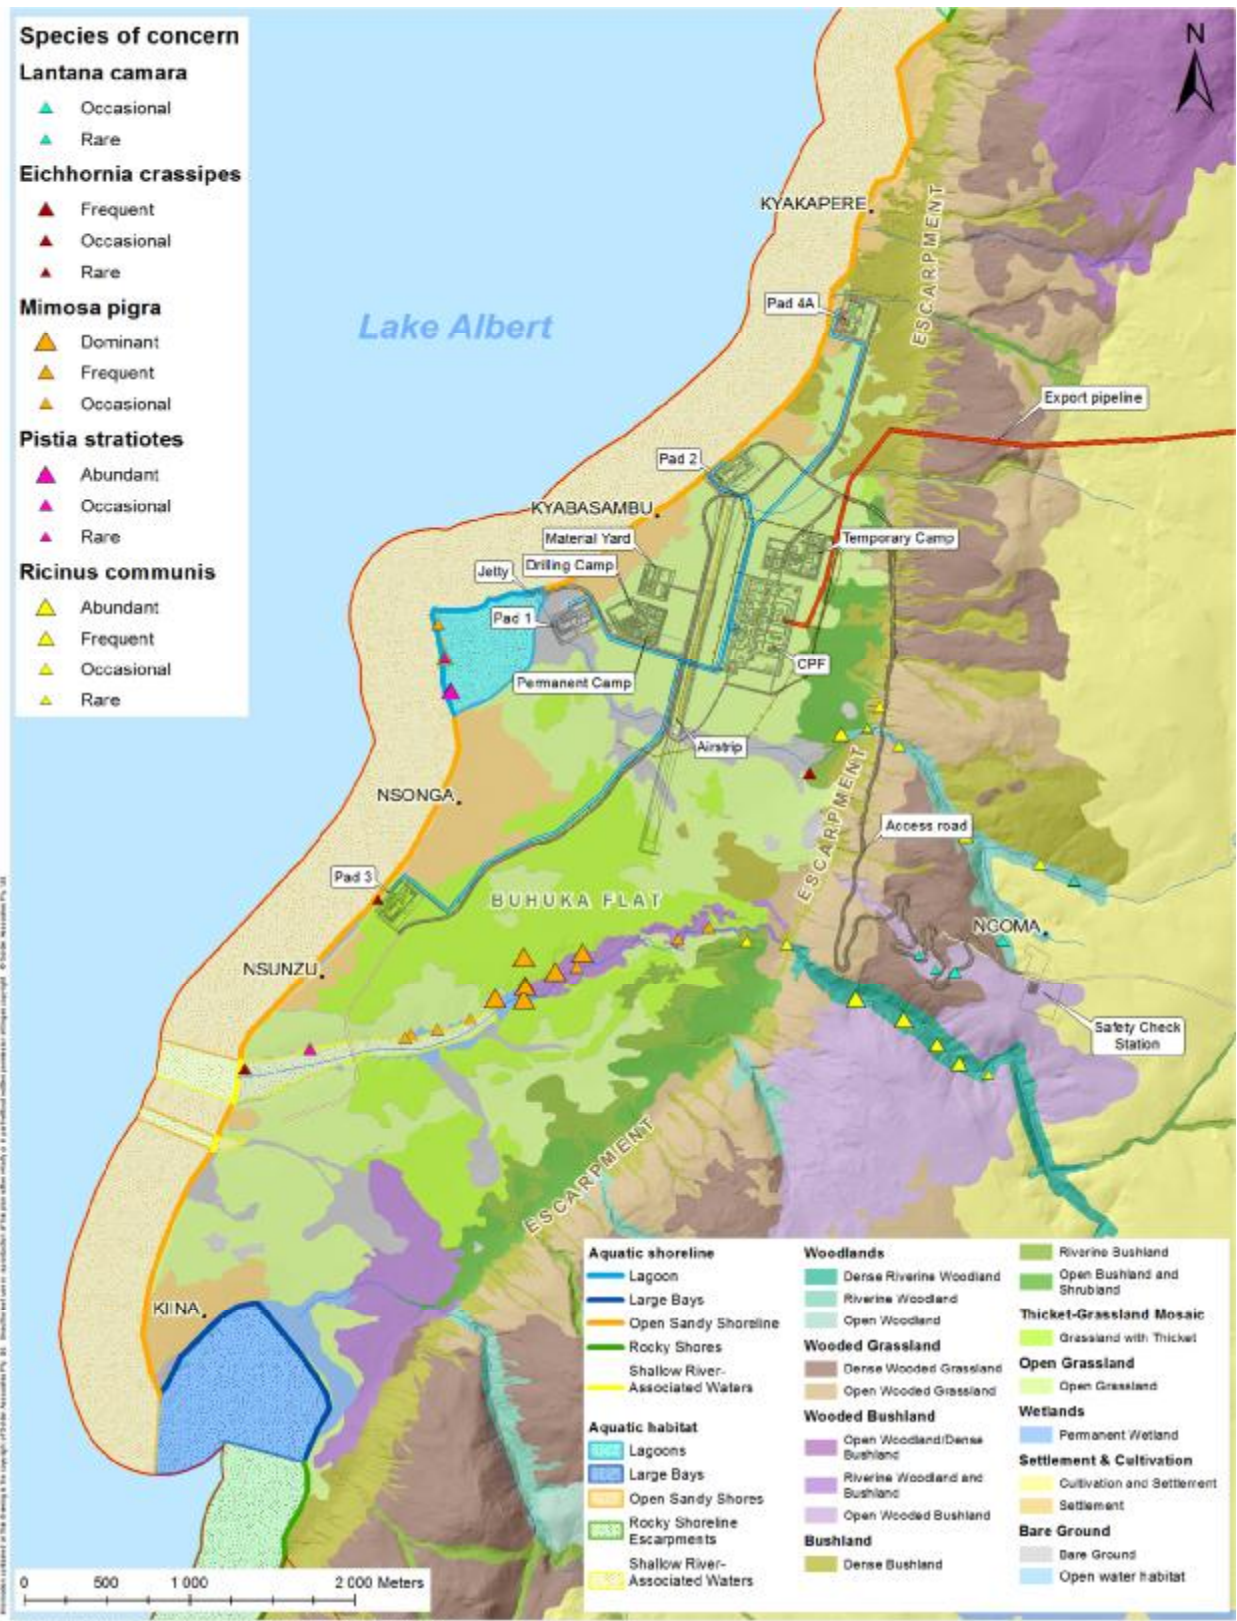 Species of concern
Lantana camara
Occasional
Rare
Eichhornia crassipes
Frequent
Occasional
Rare
Mimosa pigra
Dominant
Frequent
Occasional
Pistia stratiotes
Abundant
Occasional
Rare
Ricinus communis
Abundant
Frequent
Occasional
Rare
N
KYAKAPERE
ESCARPMENT
Pad 4A
Lake Albert
Export pipeline
Pad 2
KYABASAMBU
Material Yard
Temporary Camp
Drilling Camp
Jetty
Pad 1
CPF
Permanent Camp
Airstrip
NSONGA
ESCARPMENT
Access road
Pad 3
BUHUKA FLAT
NGOMA
NSUNZU
Safety Check
Station
ESCARPMENT
KIINA
Aquatic shoreline
Lagoon
Large Bays
Open Sandy Shoreline
Rocky Shores
Shallow River-
Associated Waters
Aquatic habitat
Lagoons
Large Bays
Open Sandy Shores
Rocky Shoreline
Escarpments
Shallow River-
Associated Waters
Woodlands
Dense Riverine Woodland
Riverine Woodland
Open Woodland
Wooded Grassland
Dense Wooded Grassland
Open Wooded Grassland
Wooded Bushland
Open Woodland/Dense
Bushland
Riverine Woodland and
Bushland
Open Wooded Bushland
Bushland
Dense Bushland
Riverine Bushland
Open Bushland and
Shrubland
Thicket-Grassland Mosaic
Grassland with Thicket
Open Grassland
Open Grassland
Wetlands
Permanent Wetland
Settlement & Cultivation
Cultivation and Settlement
Settlement
Bare Ground
Bare Ground
Open water habitat
0 500 1 000 2 000 Meters